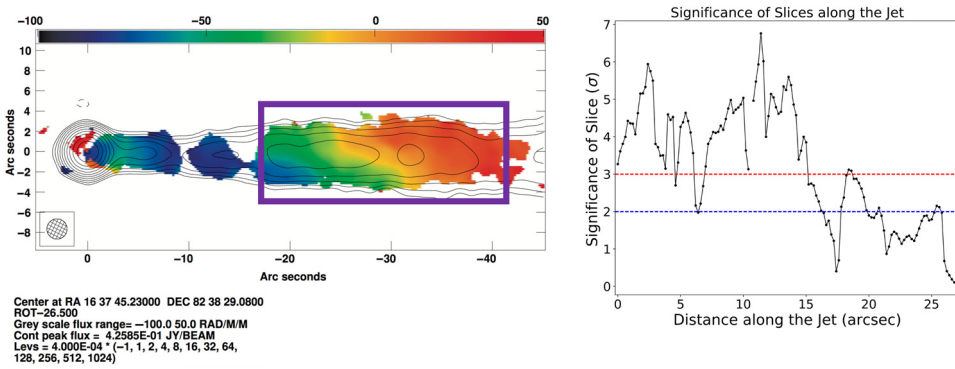 −100 −50 0 50
Arc seconds
10
8
6
4
2
0
−2
−4
−6
−8
0 −10 −20 −30 −40
Arc seconds
Center at RA 16 37 45.23000 DEC 82 38 29.0800
ROT−26.500
Grey scale flux range= −100.0 50.0 RAD/M/M
Cont peak flux = 4.2585E-01 JY/BEAM
Levs = 4.000E-04 * (−1, 1, 2, 4, 8, 16, 32, 64,
128, 256, 512, 1024)
Significance of Slices along the Jet
Significance of Slice (σ)
7
6
5
4
3
2
1
0
0 5 10 15 20 25
Distance along the Jet (arcsec)